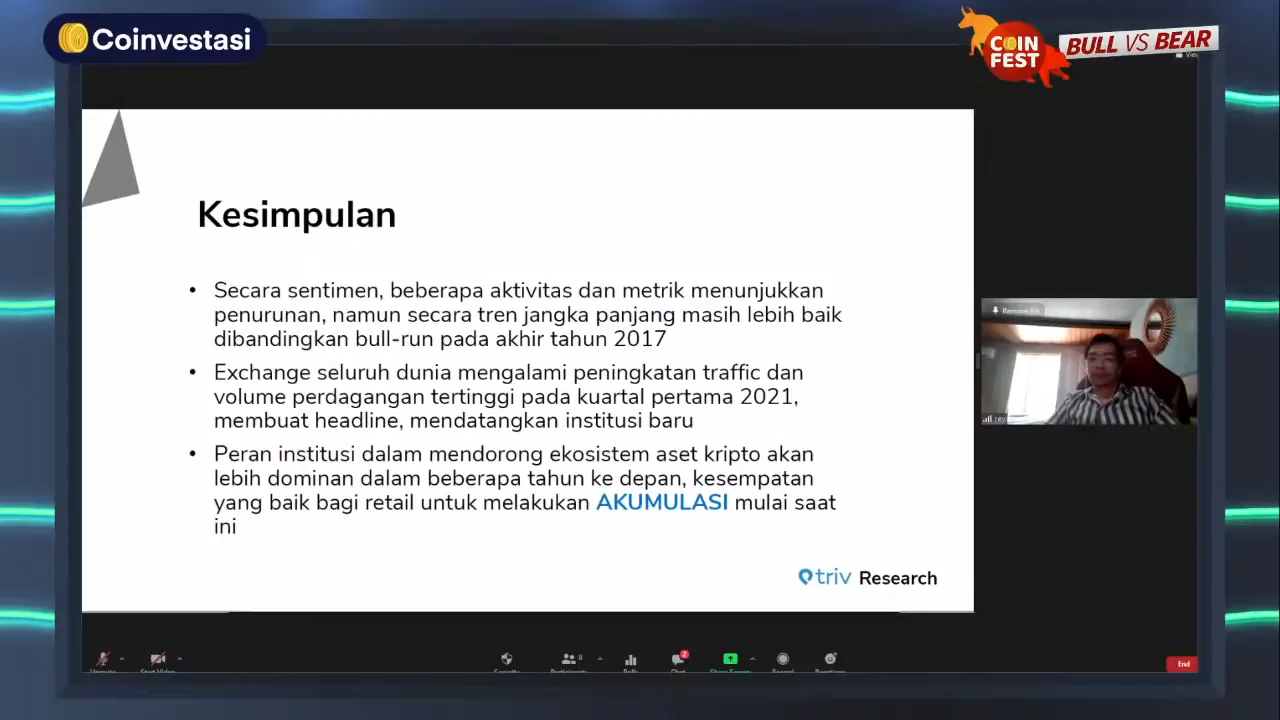 Coinvestasi
COIN
FEST
BULL VS BEAR
Kesimpulan
• Secara sentimen, beberapa aktivitas dan metrik menunjukkan
penurunan, namun secara tren jangka panjang masih lebih baik
dibandingkan bull-run pada akhir tahun 2017
• Exchange seluruh dunia mengalami peningkatan traffic dan
volume perdagangan tertinggi pada kuartal pertama 2021,
membuat headline, mendatangkan institusi baru
• Peran institusi dalam mendorong ekosistem aset kripto akan
lebih dominan dalam beberapa tahun ke depan, kesempatan
yang baik bagi retail untuk melakukan AKUMULASI mulai saat
ini
triv Research
8
2
End